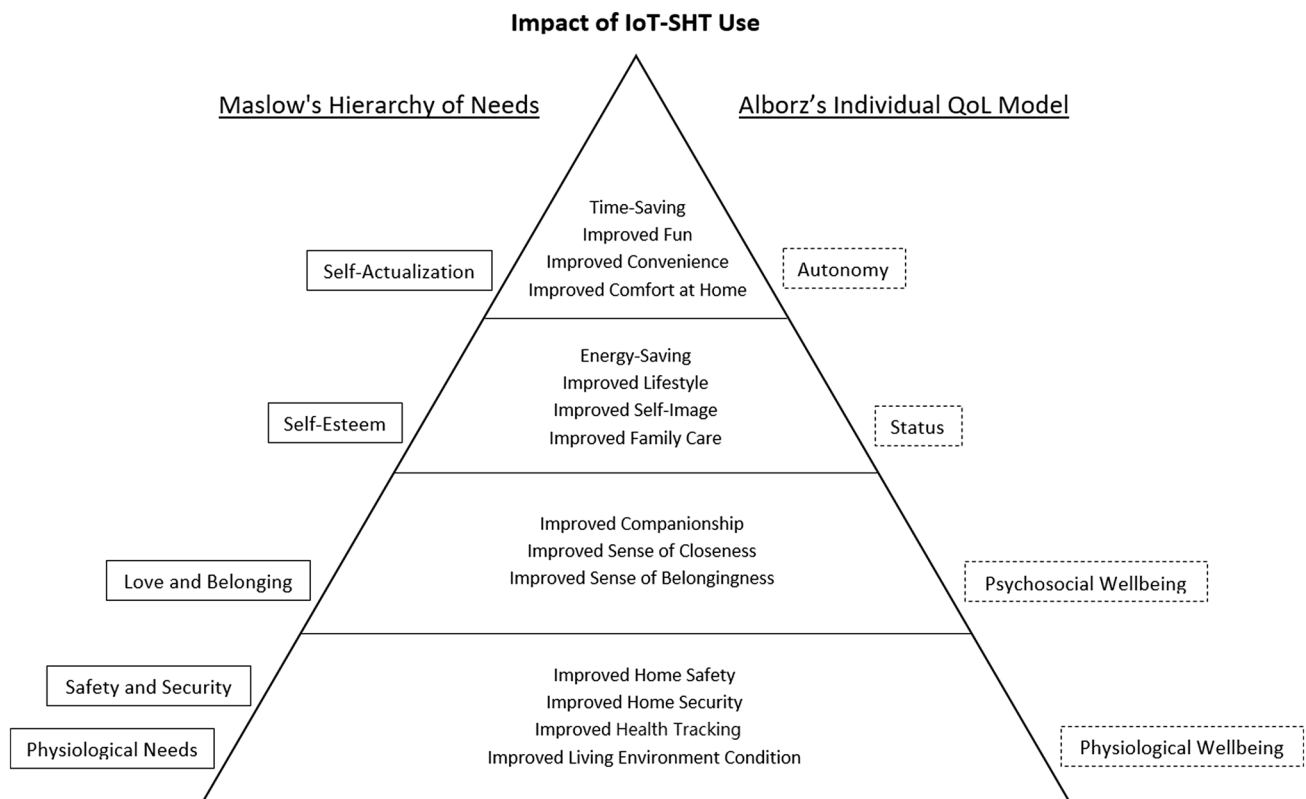 Impact of IoT-SHT Use
Maslow's Hierarchy of Needs
Alborz’s Individual QoL Model
Time-Saving
Improved Fun
Improved Convenience
Improved Comfort at Home
Self-Actualization
Autonomy
Energy-Saving
Improved Lifestyle
Improved Self-Image
Improved Family Care
Self-Esteem
Status
Improved Companionship
Improved Sense of Closeness
Improved Sense of Belongingness
Love and Belonging
Psychosocial Wellbeing
Improved Home Safety
Improved Home Security
Improved Health Tracking
Improved Living Environment Condition
Safety and Security
Physiological Needs
Physiological Wellbeing